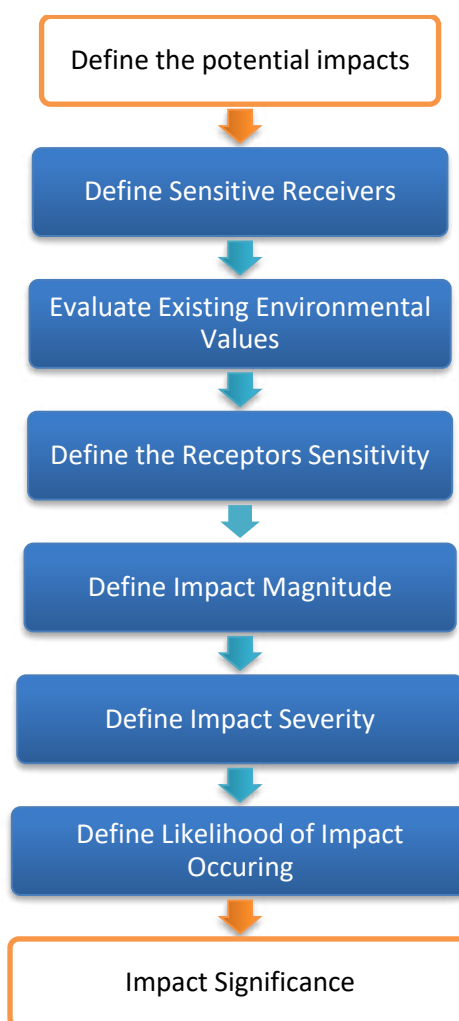 Define the potential impacts
Define Sensitive Receivers
Evaluate Existing Environmental
Values
Define the Receptors Sensitivity
Define Impact Magnitude
Define Impact Severity
Define Likelihood of Impact
Occuring
Impact Significance